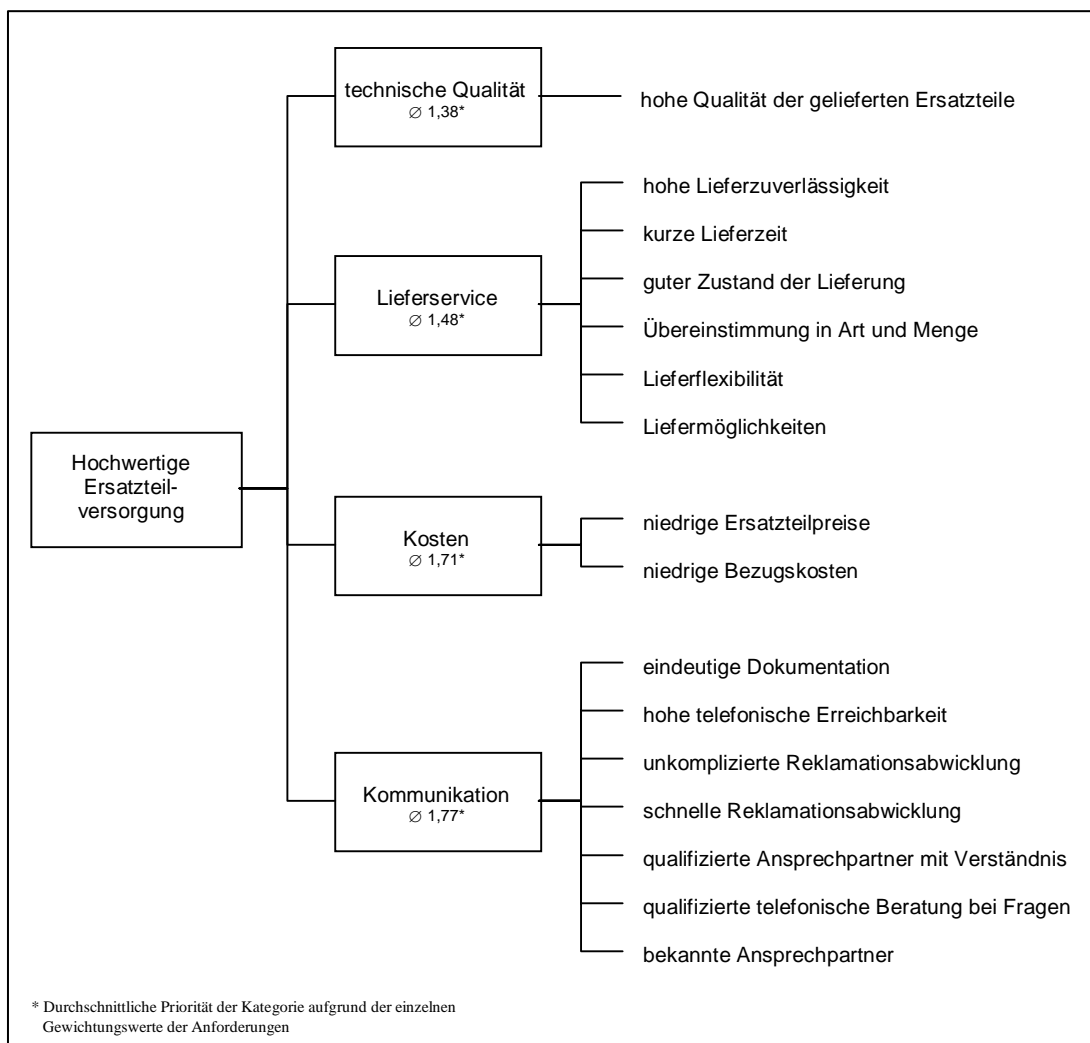 technische Qualität
∅ 1,38*
hohe Qualität der gelieferten Ersatzteile
hohe Lieferzuverlässigkeit
kurze Lieferzeit
Lieferservice
∅ 1,48*
guter Zustand der Lieferung
Übereinstimmung in Art und Menge
Lieferflexibilität
Liefermöglichkeiten
Hochwertige
Ersatzteil-
versorgung
Kosten
∅ 1,71*
niedrige Ersatzteilpreise
niedrige Bezugskosten
eindeutige Dokumentation
hohe telefonische Erreichbarkeit
unkomplizierte Reklamationsabwicklung
Kommunikation
∅ 1,77*
schnelle Reklamationsabwicklung
qualifizierte Ansprechpartner mit Verständnis
qualifizierte telefonische Beratung bei Fragen
bekannte Ansprechpartner
* Durchschnittliche Priorität der Kategorie aufgrund der einzelnen
Gewichtungswerte der Anforderungen